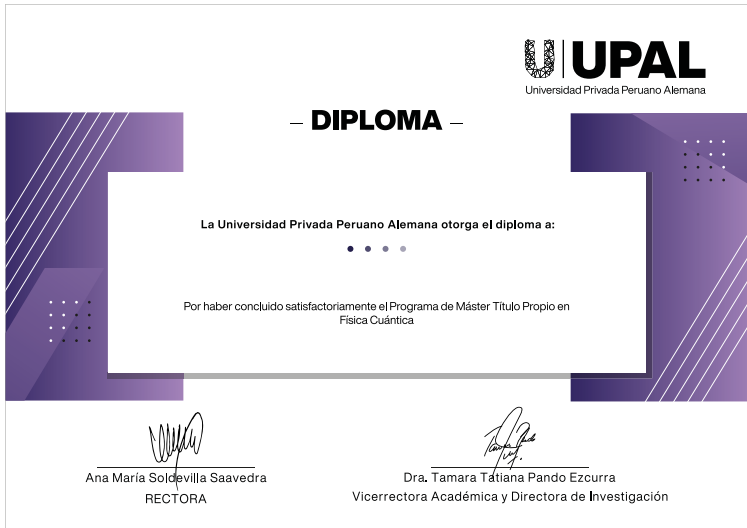 UPAL
Universidad Privada Peruano Alemana
– DIPLOMA –
La Universidad Privada Peruano Alemana otorga el diploma a:
Por haber concluido satisfactoriamente el Programa de Máster Título Propio en
Física Cuántica
Ana María Soldevilla Saavedra
RECTORA
Dra. Tamara Tatiana Pando Ezcurra
Vicerrectora Académica y Directora de Investigación